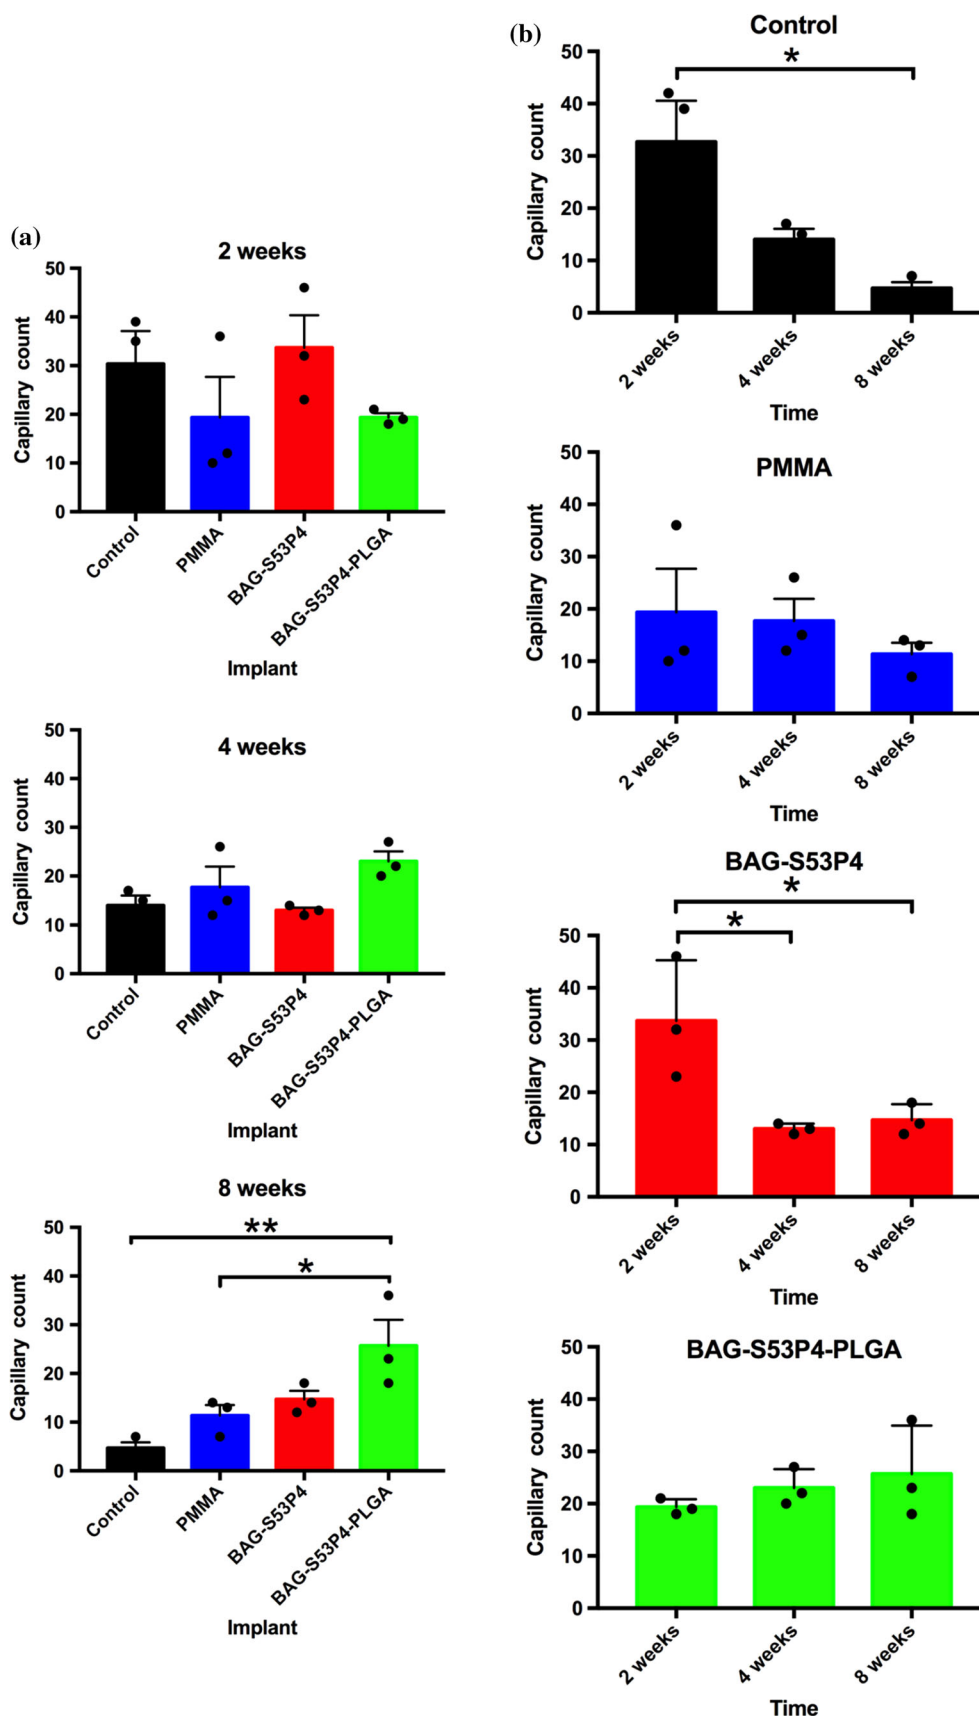 (a)
2 weeks
Capillary count
50
40
30
20
10
0
Control
PMMA
BAG-S53P4
BAG-S53P4-PLGA
Implant
4 weeks
Capillary count
50
40
30
20
10
0
Control
PMMA
BAG-S53P4
BAG-S53P4-PLGA
Implant
8 weeks
**
*
Capillary count
50
40
30
20
10
0
Control
PMMA
BAG-S53P4
BAG-S53P4-PLGA
Implant
(b)
Control
*
Capillary count
50
40
30
20
10
0
2 weeks
4 weeks
8 weeks
Time
PMMA
Capillary count
50
40
30
20
10
0
2 weeks
4 weeks
8 weeks
Time
BAG-S53P4
*
*
Capillary count
50
40
30
20
10
0
2 weeks
4 weeks
8 weeks
Time
BAG-S53P4-PLGA
Capillary count
50
40
30
20
10
0
2 weeks
4 weeks
8 weeks
Time